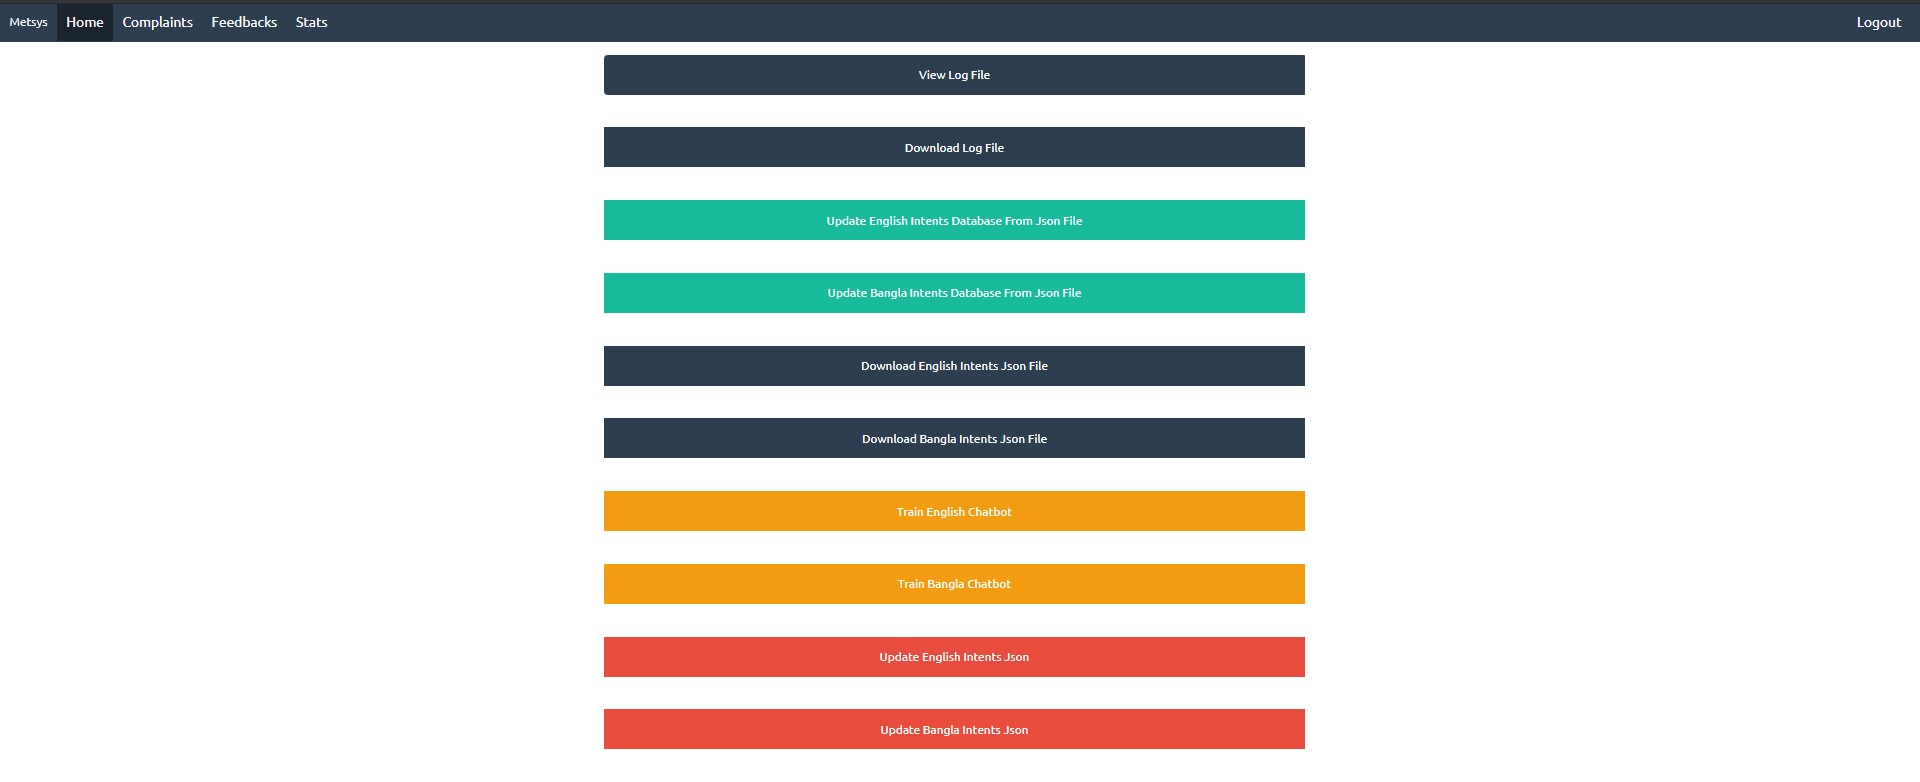 Metsys Home Complaints Feedbacks Stats Logout
View Log File
Download Log File
Update English Intents Database From Json File
Update Bangla Intents Database From Json File
Download English Intents Json File
Download Bangla Intents Json File
Train English Chatbot
Train Bangla Chatbot
Update English Intents Json
Update Bangla Intents Json